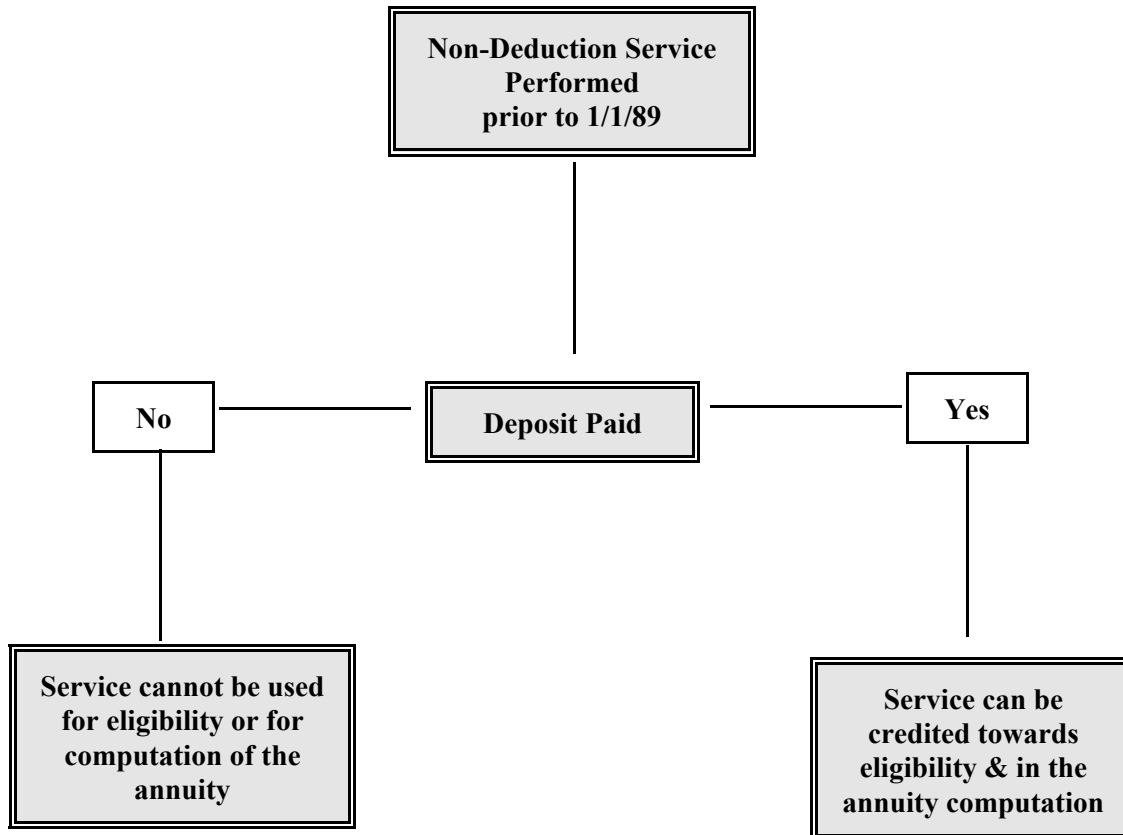 Non-Deduction Service
Performed
prior to 1/1/89
No
Deposit Paid
Yes
Service cannot be used
for eligibility or for
computation of the
annuity
Service can be
credited towards
eligibility & in the
annuity computation